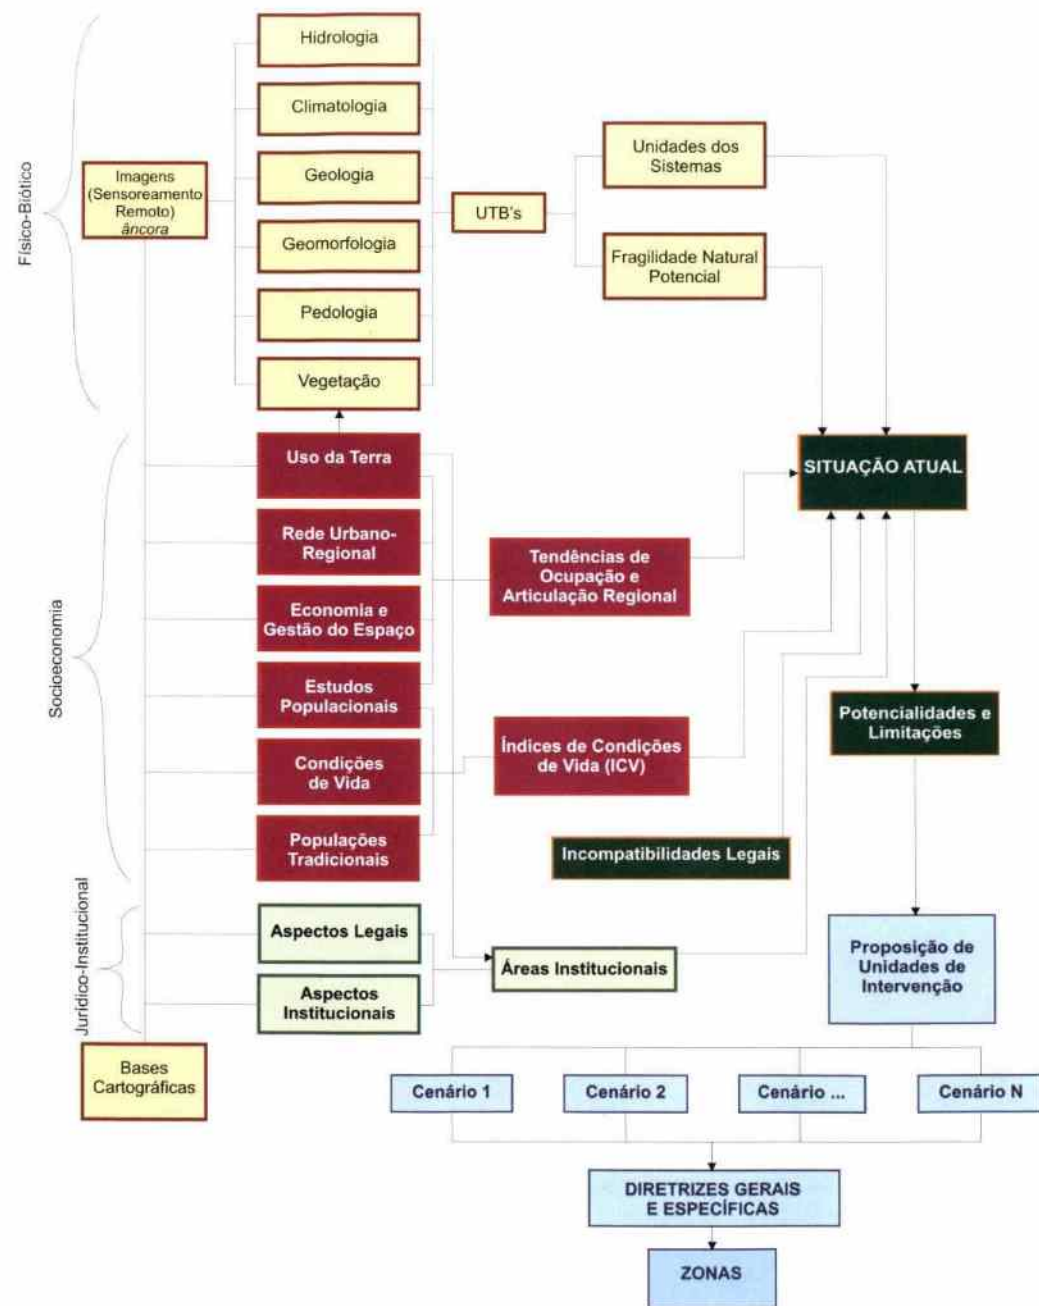 Físico-Biótico
Imagens
(Sensoreamento
Remoto)
âncora
Hidrologia
Climatologia
Geologia
Geomorfologia
Pedologia
Vegetação
UTB's
Unidades dos
Sistemas
Fragilidade Natural
Potencial
Socioeconomia
Uso da Terra
Rede Urbano-
Regional
Economia e
Gestão do Espaço
Estudos
Populacionais
Condições
de Vida
Populações
Tradicionais
Tendências de
Ocupação e
Articulação Regional
Índices de Condições
de Vida (ICV)
Incompatibilidades Legais
SITUAÇÃO ATUAL
Potencialidades e
Limitações
Jurídico-Institucional
Aspectos Legais
Aspectos
Institucionais
Áreas Institucionais
Proposição de
Unidades de
Intervenção
Bases
Cartográficas
Cenário 1
Cenário 2
Cenário ...
Cenário N
DIRETRIZES GERAIS
E ESPECÍFICAS
ZONAS